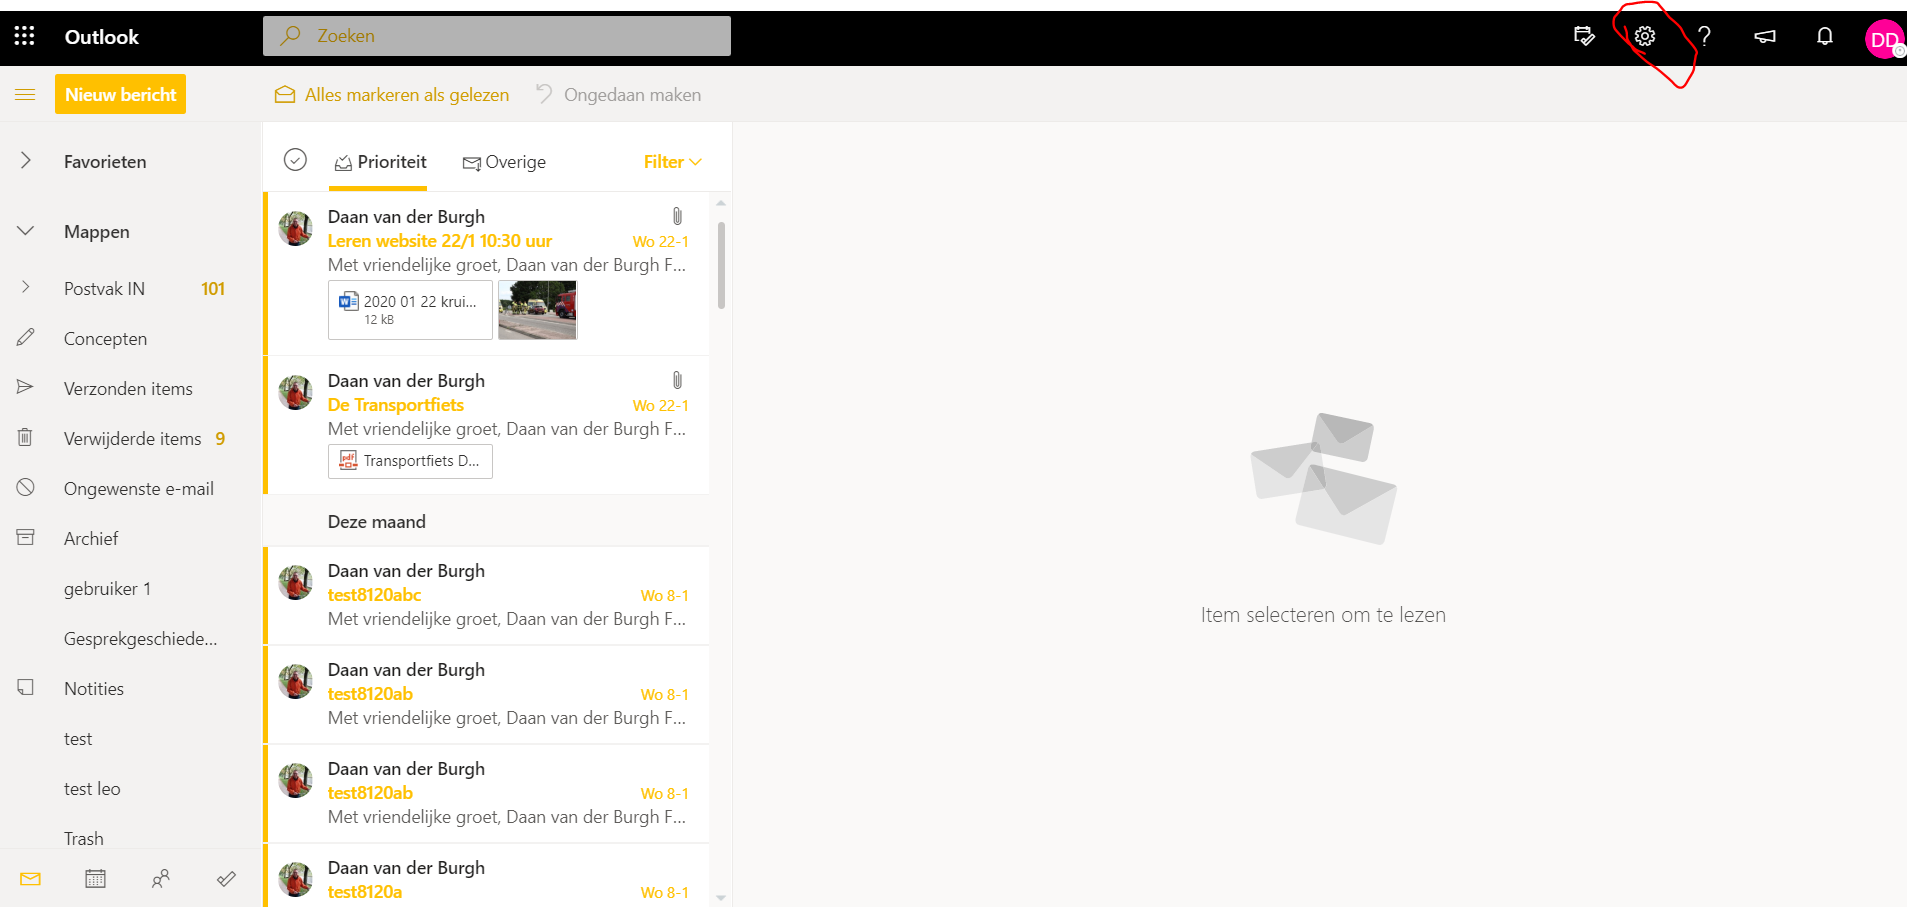 Outlook
Zoeken
DD
Nieuw bericht
Alles markeren als gelezen
Ongedaan maken
Favorieten
Mappen
Postvak IN 101
Concepten
Verzonden items
Verwijderde items 9
Ongewenste e-mail
Archief
gebruiker 1
Gesprekgeschiede...
Notities
test
test leo
Trash
Prioriteit
Overige
Filter
Daan van der Burgh
Leren website 22/1 10:30 uur Wo 22-1
Met vriendelijke groet, Daan van der Burgh F...
2020 01 22 krui...
12 kB
Daan van der Burgh
De Transportfiets Wo 22-1
Met vriendelijke groet, Daan van der Burgh F...
Transportfiets D...
Deze maand
Daan van der Burgh
test8120abc Wo 8-1
Met vriendelijke groet, Daan van der Burgh F...
Daan van der Burgh
test8120ab Wo 8-1
Met vriendelijke groet, Daan van der Burgh F...
Daan van der Burgh
test8120ab Wo 8-1
Met vriendelijke groet, Daan van der Burgh F...
Daan van der Burgh
test8120a Wo 8-1
Item selecteren om te lezen